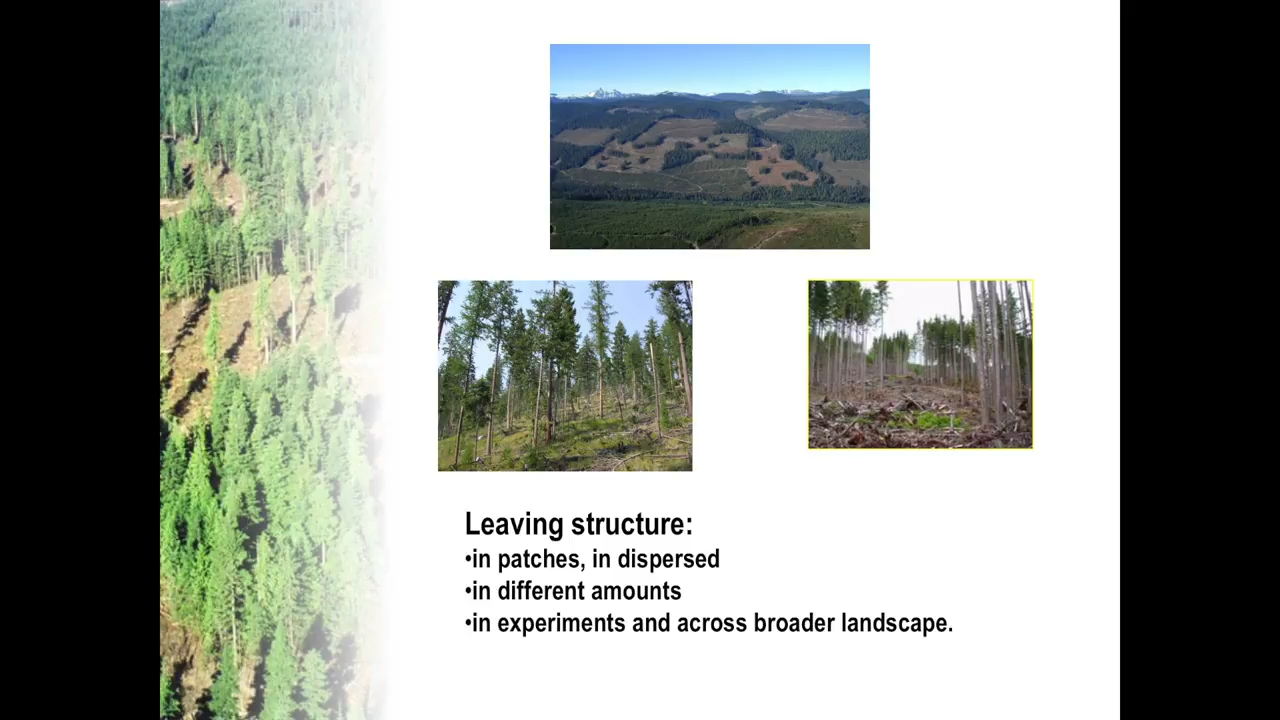 Leaving structure:
•in patches, in dispersed
•in different amounts
•in experiments and across broader landscape.